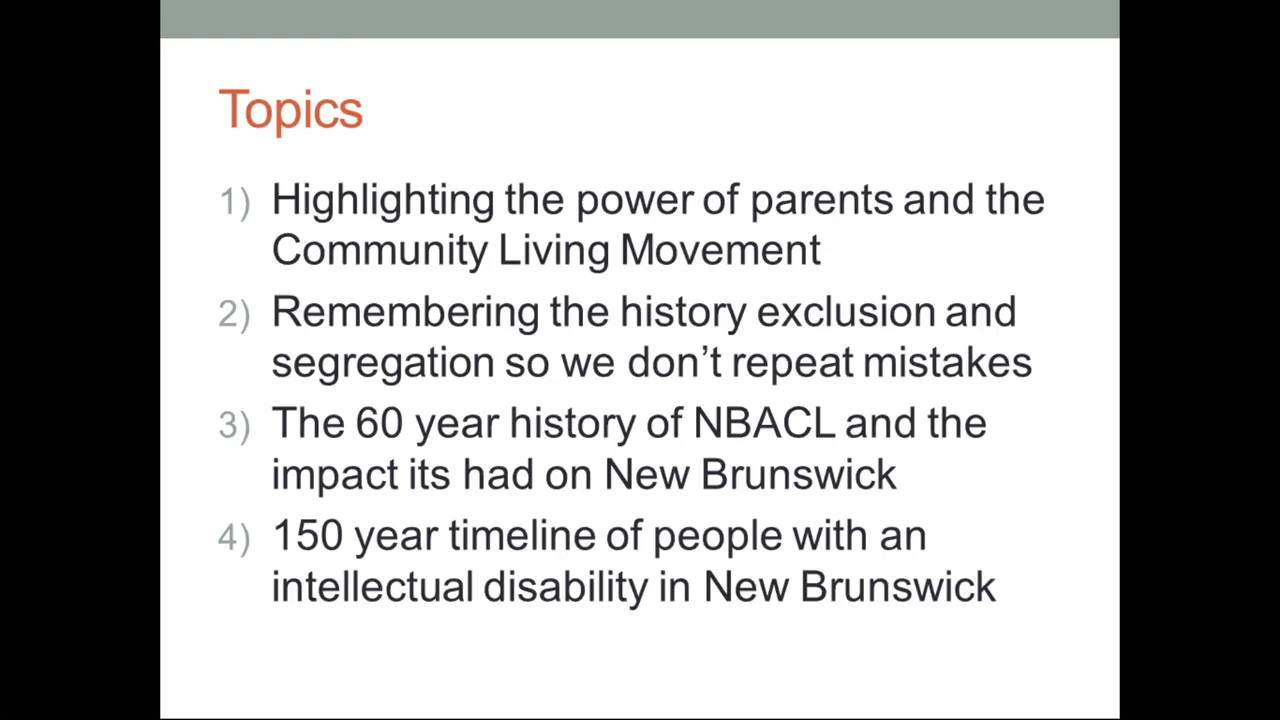 Topics
1) Highlighting the power of parents and the
Community Living Movement
2) Remembering the history exclusion and
segregation so we don’t repeat mistakes
3) The 60 year history of NBACL and the
impact its had on New Brunswick
4) 150 year timeline of people with an
intellectual disability in New Brunswick